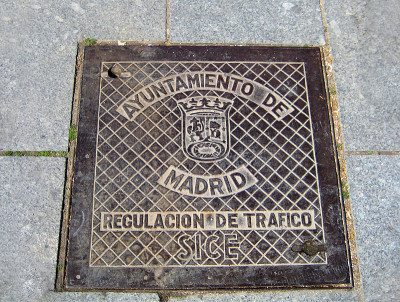 AYUNTAMIENTO DE
MADRID
REGULACION DE TRAFICO
SICE